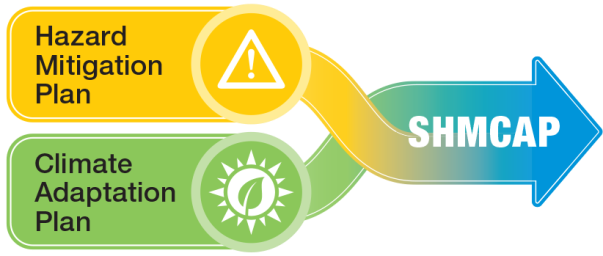 Hazard
Mitigation
Plan
Climate
Adaptation
Plan
SHMCAP